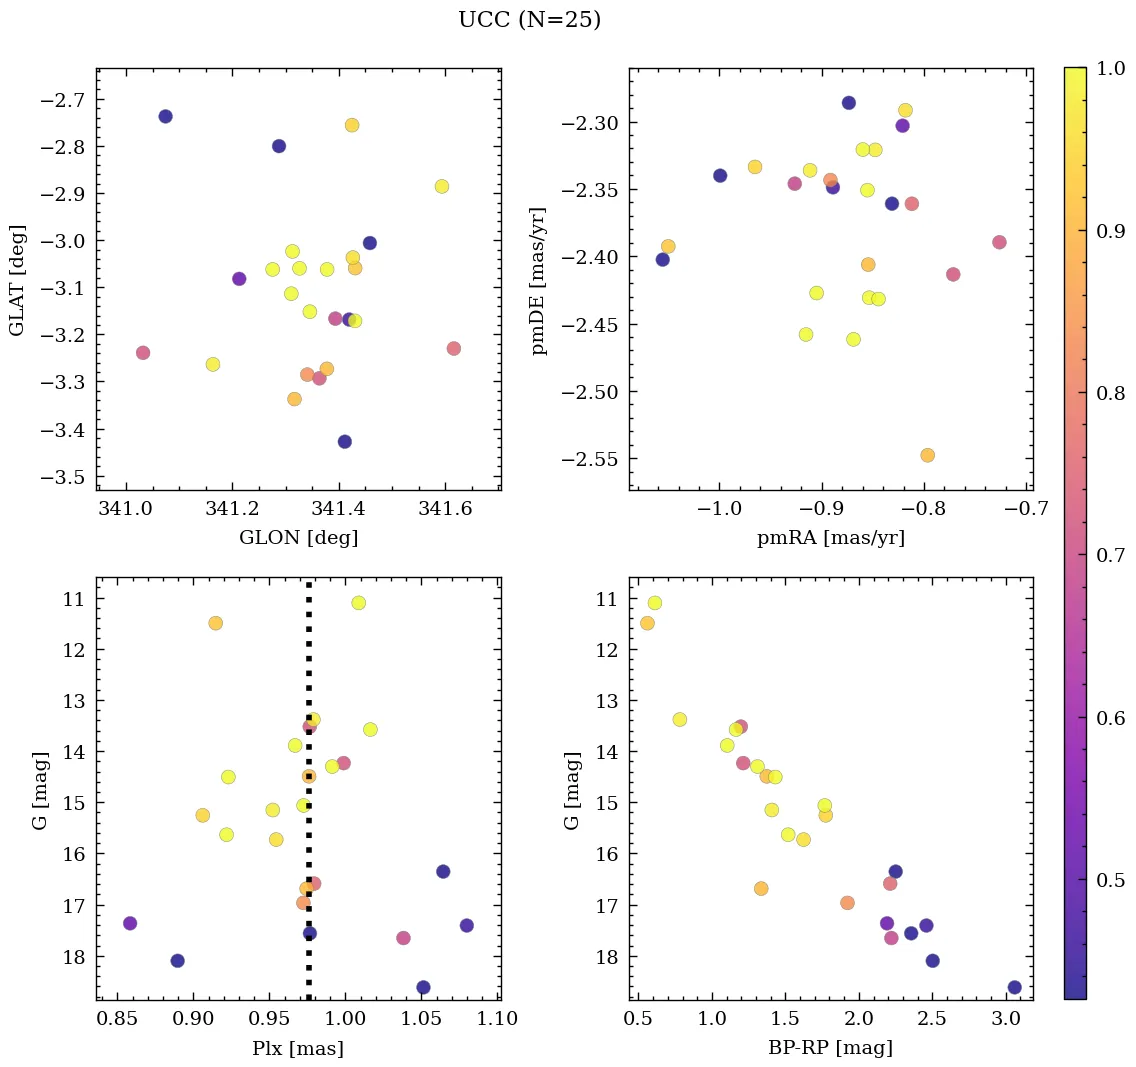 UCC (N=25)
−2.7
−2.8
−2.9
−3.0
−3.1
−3.2
−3.3
−3.4
−3.5
GLAT [deg]
341.0 341.2 341.4 341.6
GLON [deg]
−2.30
−2.35
−2.40
−2.45
−2.50
−2.55
pmDE [mas/yr]
−1.0 −0.9 −0.8 −0.7
pmRA [mas/yr]
11
12
13
14
15
16
17
18
G [mag]
0.85 0.90 0.95 1.00 1.05 1.10
Plx [mas]
11
12
13
14
15
16
17
18
G [mag]
0.5 1.0 1.5 2.0 2.5 3.0
BP-RP [mag]
1.0
0.9
0.8
0.7
0.6
0.5